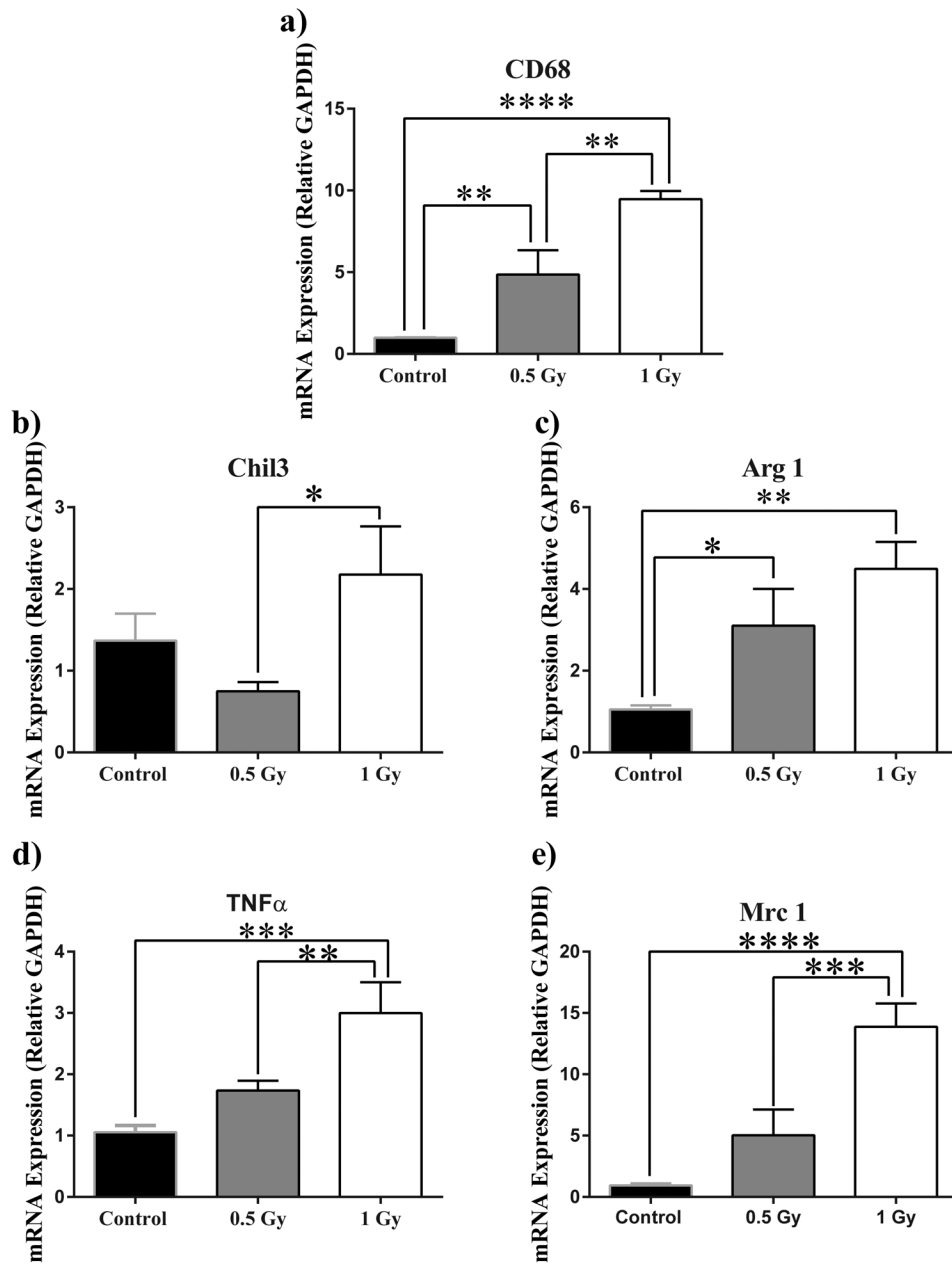 a)
CD68
mRNA Expression (Relative GAPDH)
15
10
5
0
****
**
**
Control
0.5 Gy
1 Gy
b)
Chil3
mRNA Expression (Relative GAPDH)
3
2
1
0
*
Control
0.5 Gy
1 Gy
c)
Arg 1
mRNA Expression (Relative GAPDH)
6
4
2
0
**
*
Control
0.5 Gy
1 Gy
d)
TNFα
mRNA Expression (Relative GAPDH)
4
3
2
1
0
***
**
Control
0.5 Gy
1 Gy
e)
Mrc 1
mRNA Expression (Relative GAPDH)
20
15
10
5
0
****
***
Control
0.5 Gy
1 Gy